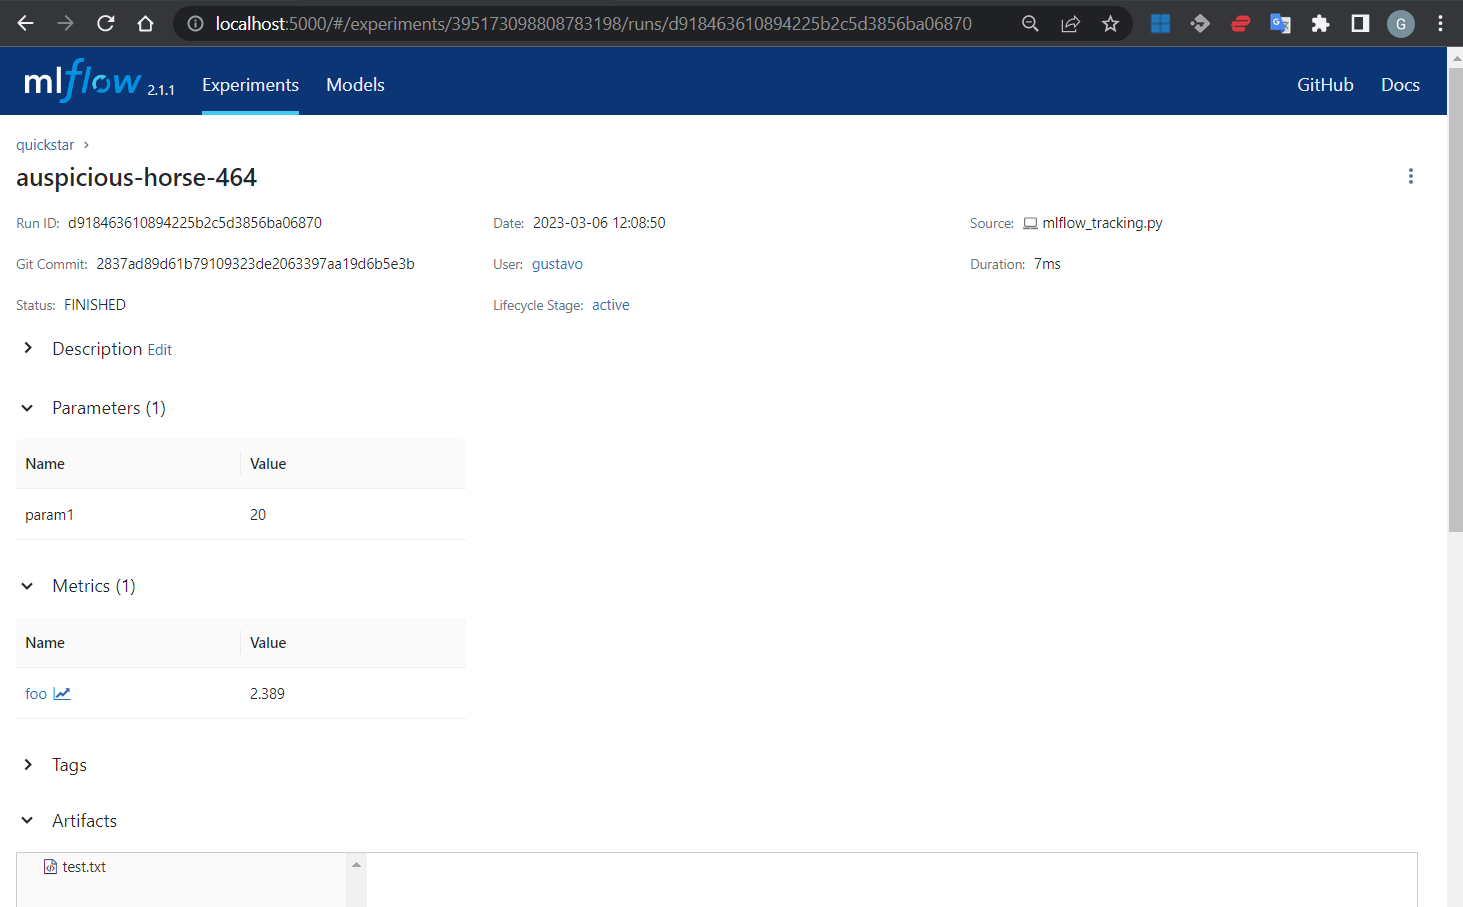 localhost:5000/#/experiments/395173098808783198/runs/d918463610894225b2c5d3856ba06870
G
mlflow 2.1.1 Experiments Models GitHub Docs
quickstar
auspicious-horse-464
Run ID: d918463610894225b2c5d3856ba06870 Date: 2023-03-06 12:08:50 Source: mlflow_tracking.py
Git Commit: 2837ad89d61b79109323de2063397aa19d6b5e3b User: gustavo Duration: 7ms
Status: FINISHED Lifecycle Stage: active
Description Edit
Parameters (1)
Name Value
param1 20
Metrics (1)
Name Value
foo 2.389
Tags
Artifacts
test.txt